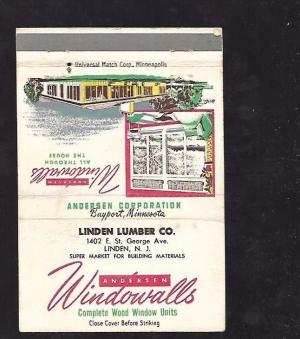 Universal Match Corp., Minneapolis
ANDERSEN
Windowalls
ALL THROUGH
THE HOUSE
ANDERSEN CORPORATION
Bayport, Minnesota
LINDEN LUMBER CO.
1402 E. St. George Ave.
LINDEN, N. J.
SUPER MARKET FOR BUILDING MATERIALS
ANDERSEN
Windowalls
Complete Wood Window Units
Close Cover Before Striking